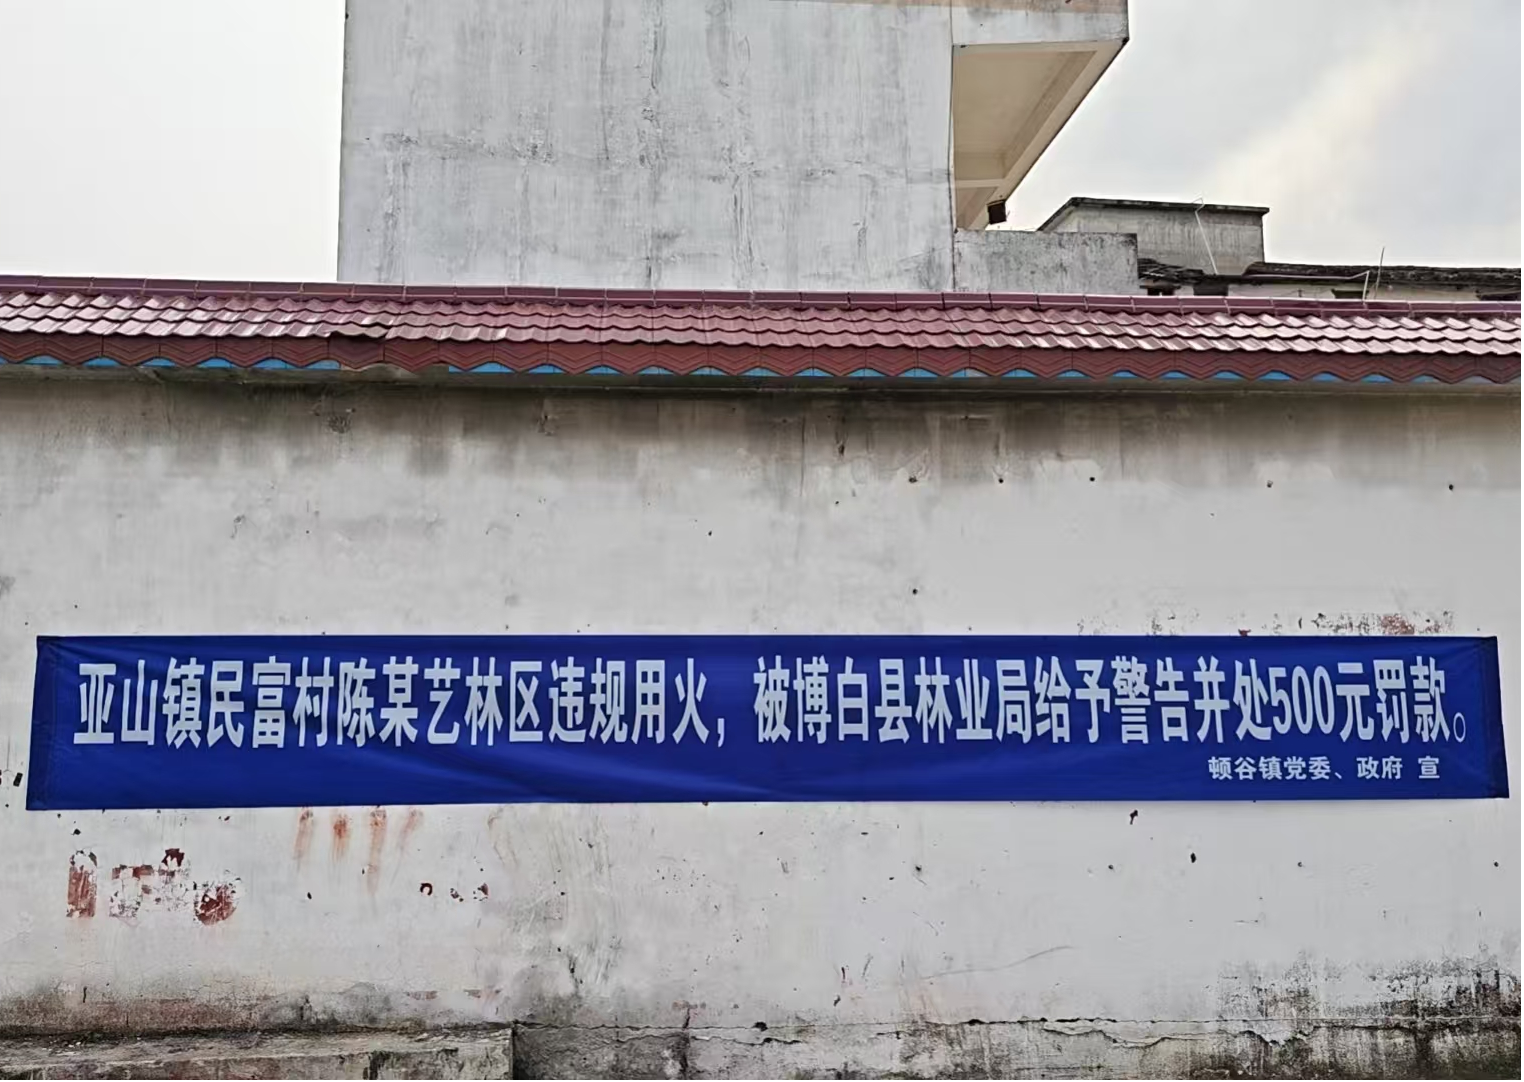 亚山镇民富村陈某艺林区违规用火，被博白县林业局给予警告并处500元罚款。
顿谷镇党委、政府 宣